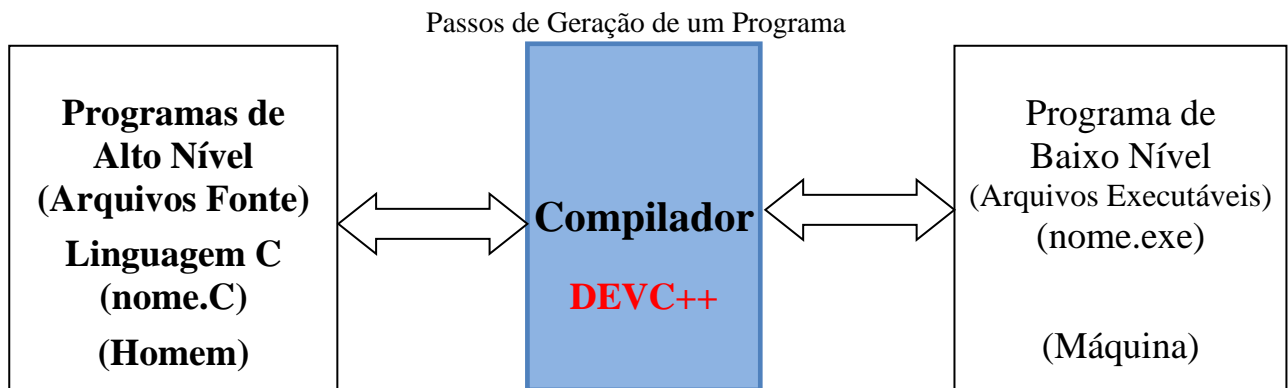 Passos de Geração de um Programa
Programas de
Alto Nível
(Arquivos Fonte)
Linguagem C
(nome.C)
(Homem)
Compilador
DEVC++
Programa de
Baixo Nível
(Arquivos Executáveis)
(nome.exe)
(Máquina)